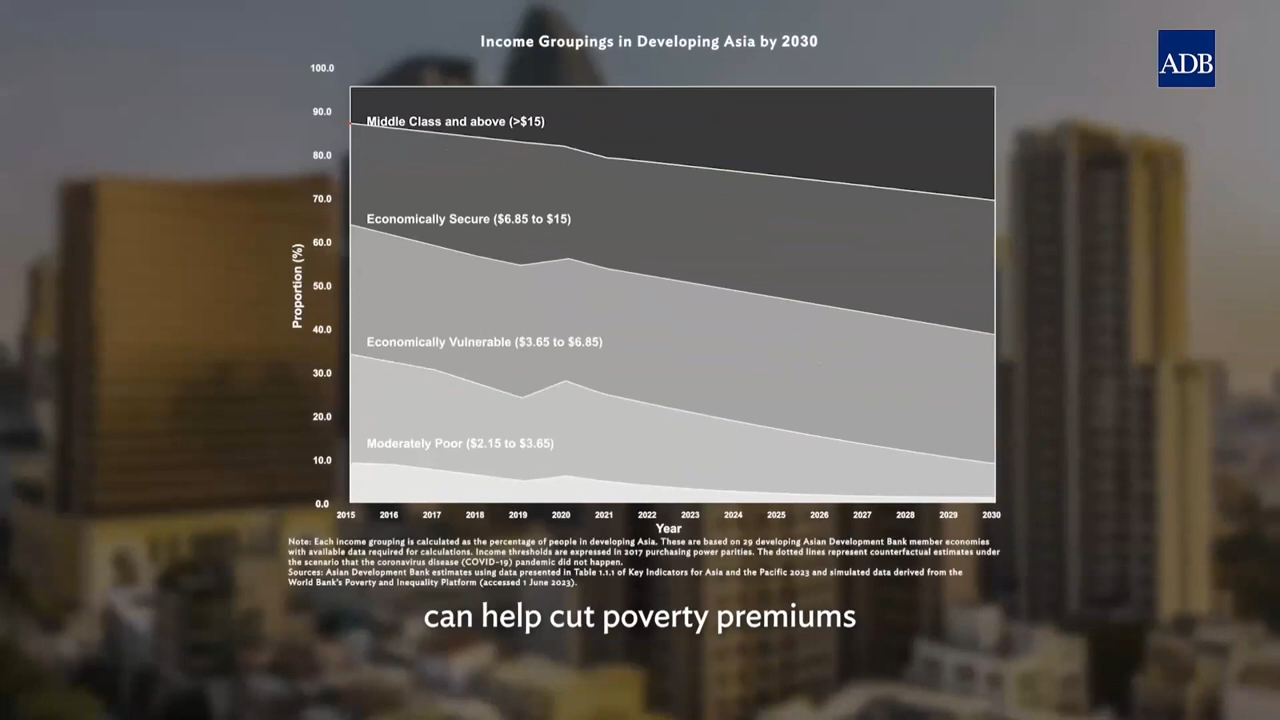 Income Groupings in Developing Asia by 2030
ADB
100.0
90.0
80.0
70.0
60.0
50.0
40.0
30.0
20.0
10.0
0.0
Proportion (%)
Middle Class and above (>$15)
Economically Secure ($6.85 to $15)
Economically Vulnerable ($3.65 to $6.85)
Moderately Poor ($2.15 to $3.65)
2015 2016 2017 2018 2019 2020 2021 2022 2023 2024 2025 2026 2027 2028 2029 2030
Year
Note: Each income grouping is calculated as the percentage of people in developing Asia. These are based on 29 developing Asian Development Bank member economies
with available data required for calculations. Income thresholds are expressed in 2017 purchasing power parities. The dotted lines represent counterfactual estimates under
the scenario that the coronavirus disease (COVID-19) pandemic did not happen.
Sources: Asian Development Bank estimates using data presented in Table 1.1.1 of Key Indicators for Asia and the Pacific 2023 and simulated data derived from the
World Bank's Poverty and Inequality Platform (accessed 1 June 2023).
can help cut poverty premiums